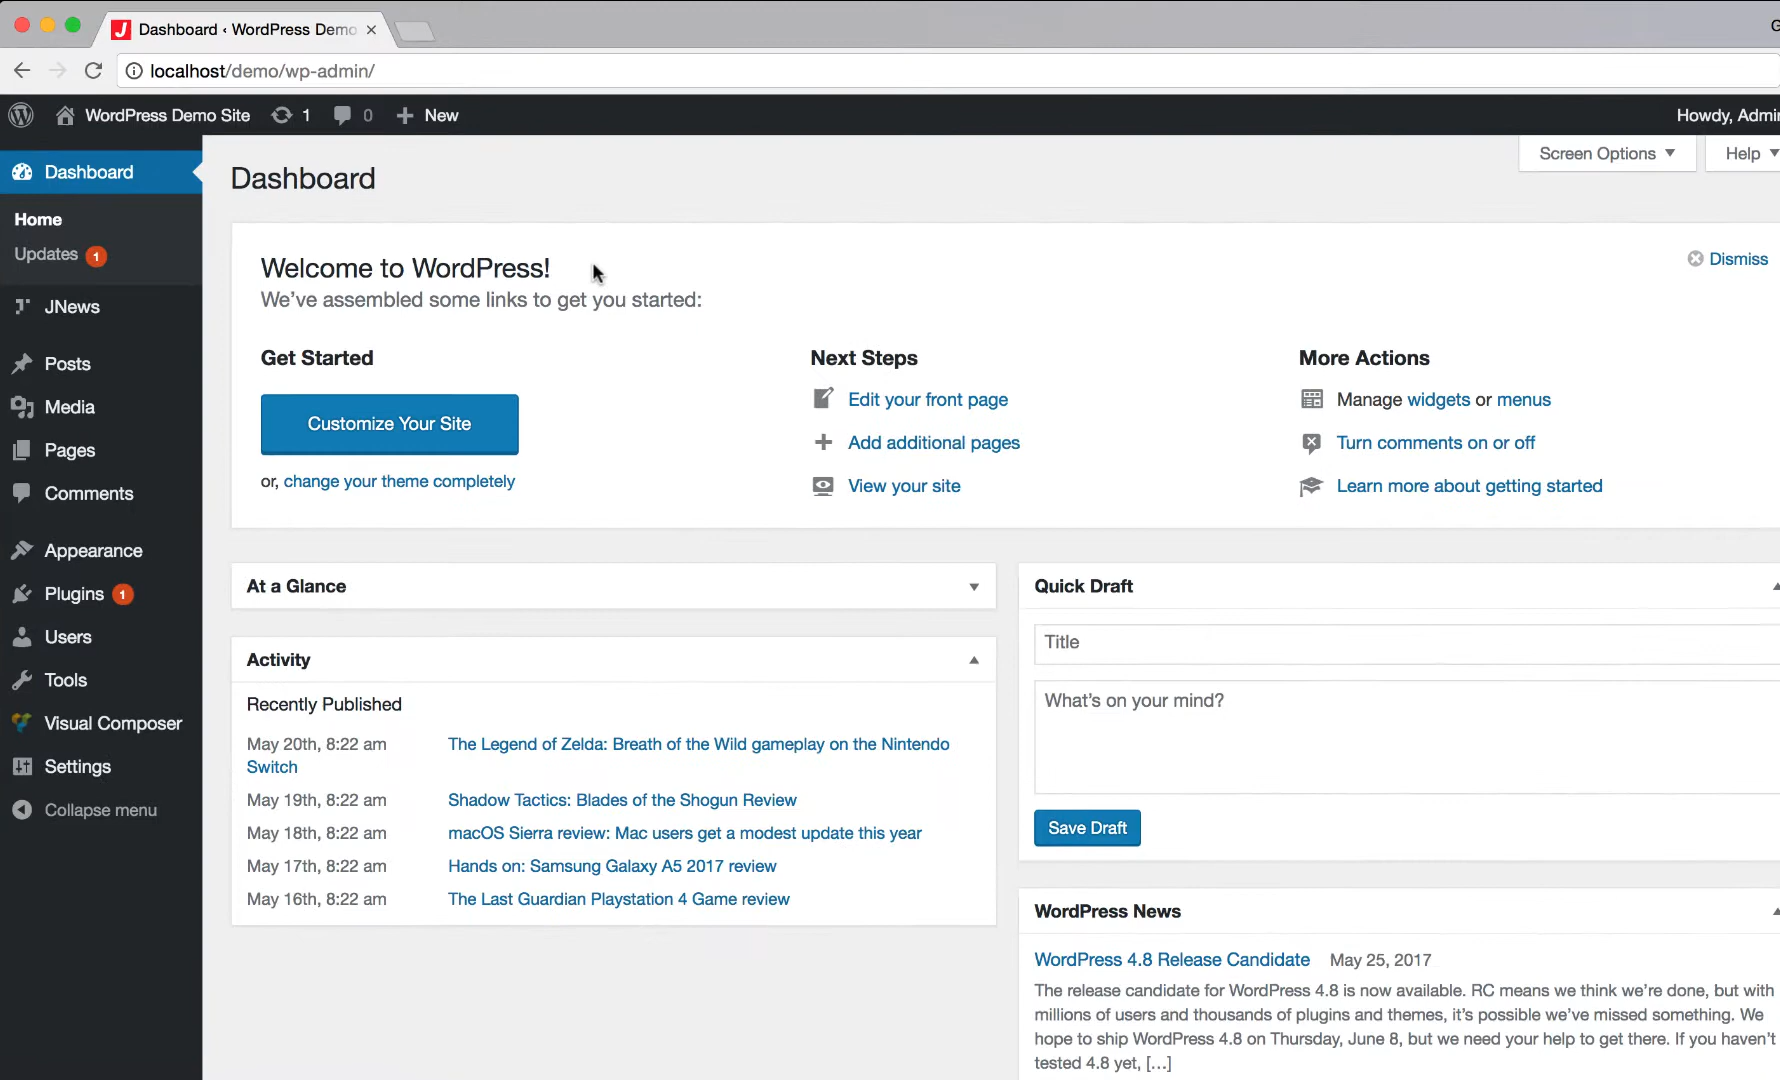 Dashboard ‹ WordPress Demo
localhost/demo/wp-admin/
WordPress Demo Site 1 0 New Howdy, Admin
Screen Options Help
Dashboard
Home
Updates 1
JNews
Posts
Media
Pages
Comments
Appearance
Plugins 1
Users
Tools
Visual Composer
Settings
Collapse menu
Dashboard
Welcome to WordPress!
Dismiss
We've assembled some links to get you started:
Get Started
Customize Your Site
or, change your theme completely
Next Steps
Edit your front page
Add additional pages
View your site
More Actions
Manage widgets or menus
Turn comments on or off
Learn more about getting started
At a Glance
Activity
Recently Published
May 20th, 8:22 am The Legend of Zelda: Breath of the Wild gameplay on the Nintendo
Switch
May 19th, 8:22 am Shadow Tactics: Blades of the Shogun Review
May 18th, 8:22 am macOS Sierra review: Mac users get a modest update this year
May 17th, 8:22 am Hands on: Samsung Galaxy A5 2017 review
May 16th, 8:22 am The Last Guardian Playstation 4 Game review
Quick Draft
Title
What's on your mind?
Save Draft
WordPress News
WordPress 4.8 Release Candidate May 25, 2017
The release candidate for WordPress 4.8 is now available. RC means we think we're done, but with
millions of users and thousands of plugins and themes, it's possible we've missed something. We
hope to ship WordPress 4.8 on Thursday, June 8, but we need your help to get there. If you haven't
tested 4.8 yet, […]